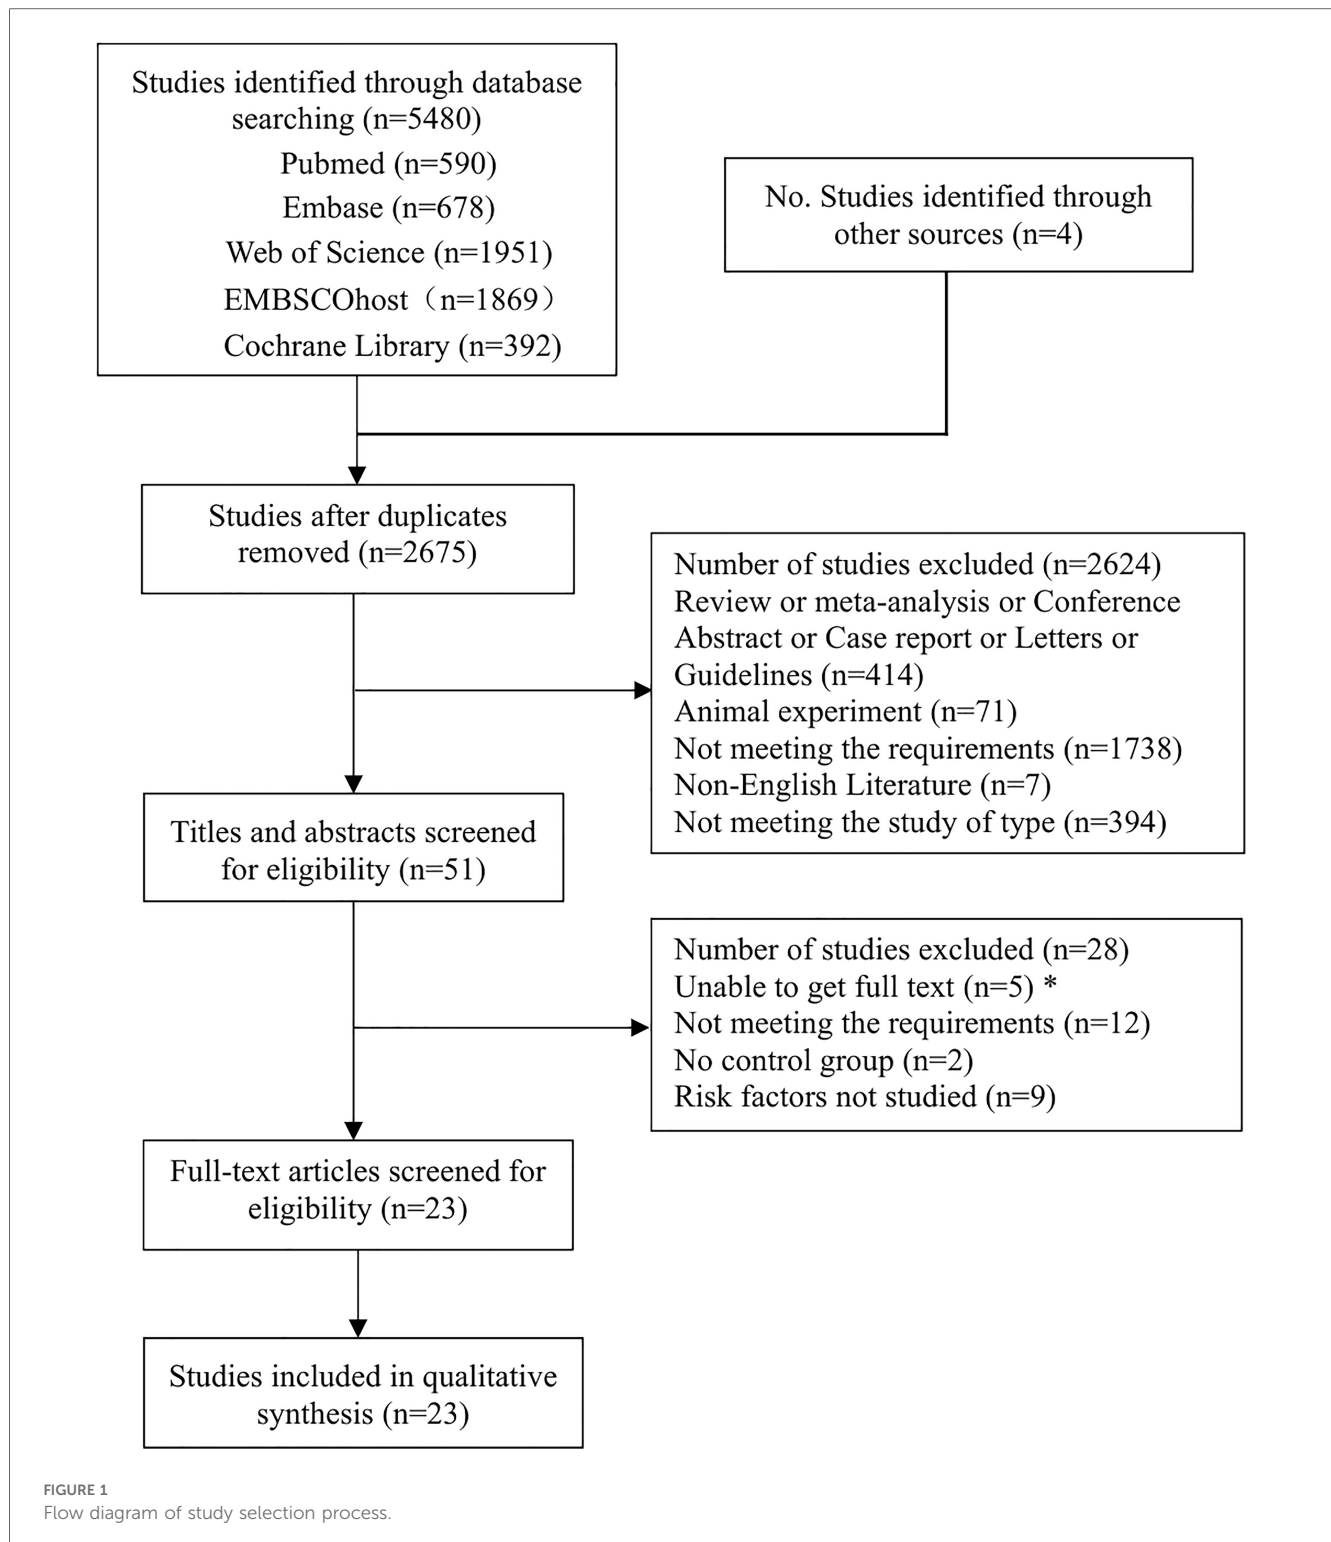 Studies identified through database
searching (n=5480)
Pubmed (n=590)
Embase (n=678)
Web of Science (n=1951)
EMBSCOhost（n=1869）
Cochrane Library (n=392)
No. Studies identified through
other sources (n=4)
Studies after duplicates
removed (n=2675)
Number of studies excluded (n=2624)
Review or meta-analysis or Conference
Abstract or Case report or Letters or
Guidelines (n=414)
Animal experiment (n=71)
Not meeting the requirements (n=1738)
Non-English Literature (n=7)
Not meeting the study of type (n=394)
Titles and abstracts screened
for eligibility (n=51)
Number of studies excluded (n=28)
Unable to get full text (n=5) *
Not meeting the requirements (n=12)
No control group (n=2)
Risk factors not studied (n=9)
Full-text articles screened for
eligibility (n=23)
Studies included in qualitative
synthesis (n=23)
FIGURE 1
Flow diagram of study selection process.